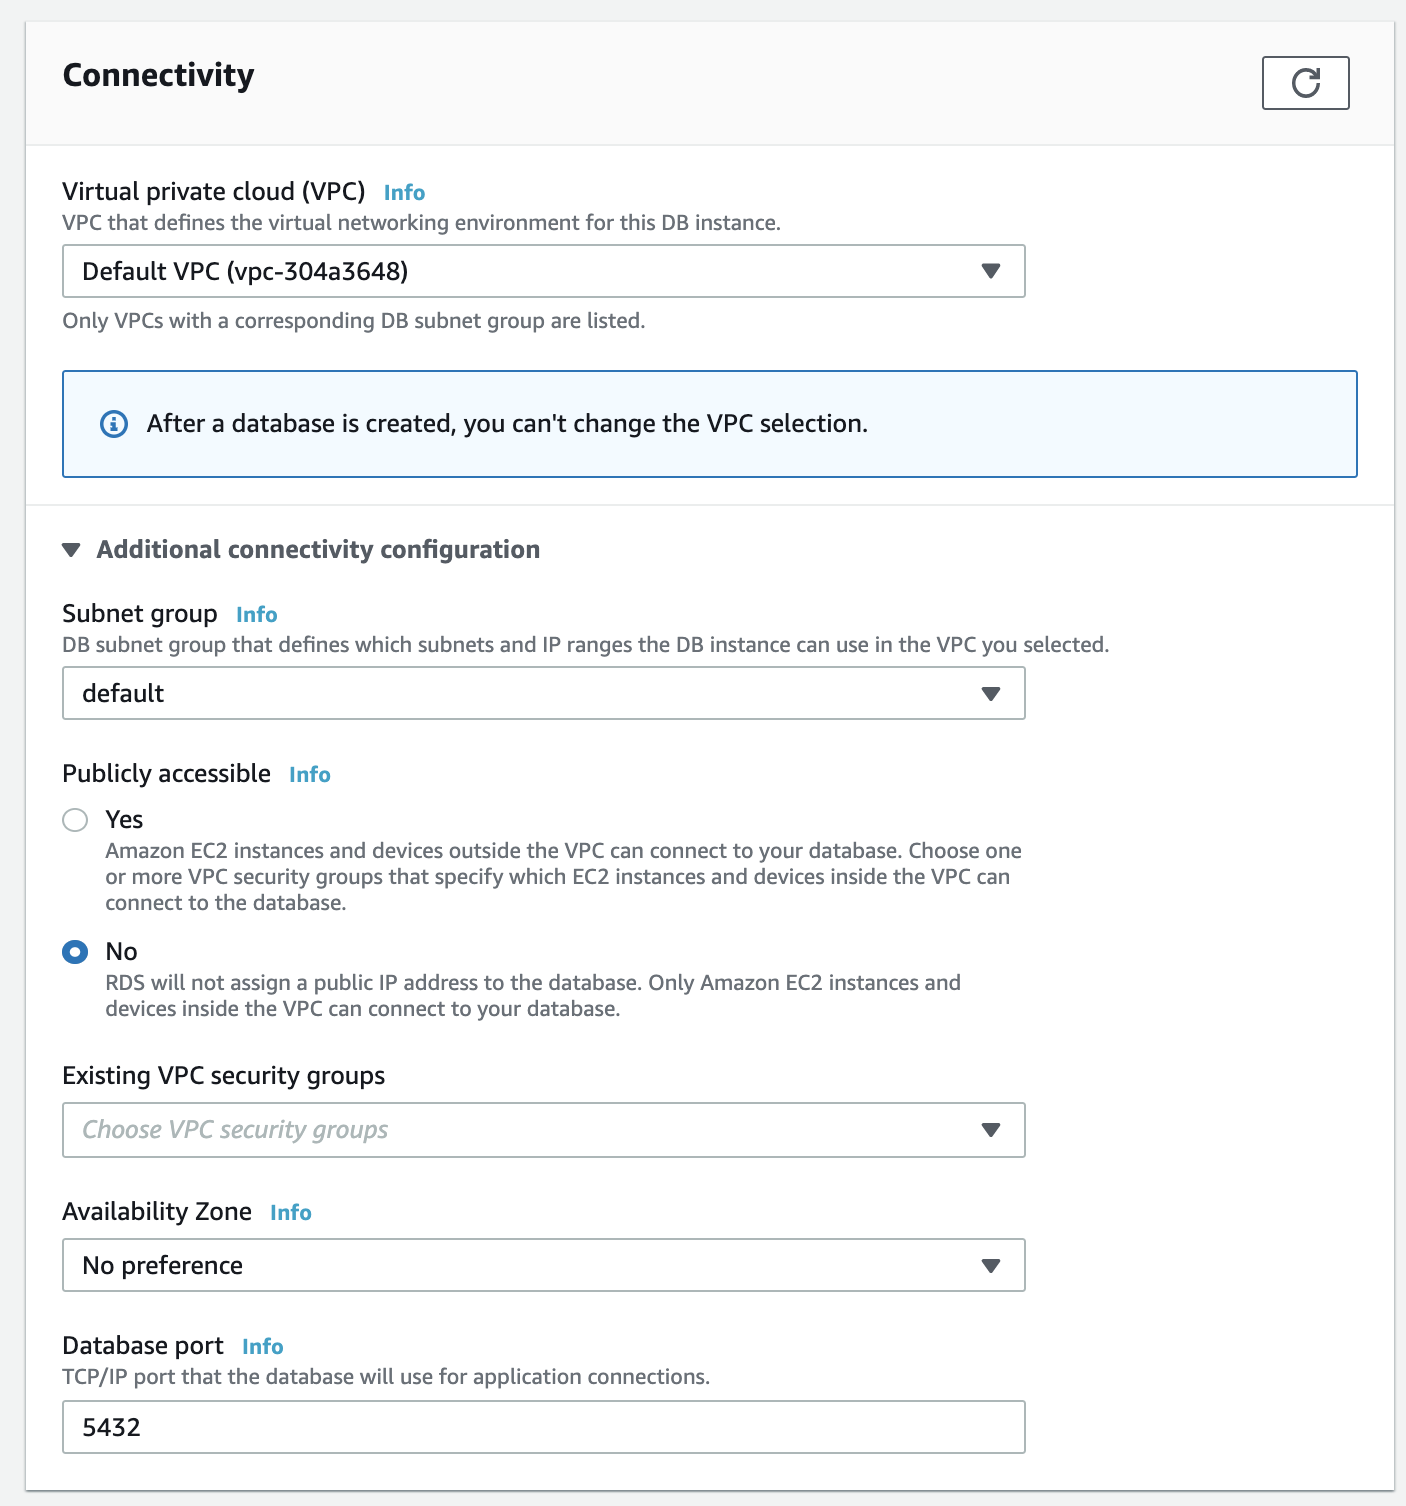 Connectivity
Virtual private cloud (VPC) Info
VPC that defines the virtual networking environment for this DB instance.
Default VPC (vpc-304a3648)
Only VPCs with a corresponding DB subnet group are listed.
After a database is created, you can't change the VPC selection.
Additional connectivity configuration
Subnet group Info
DB subnet group that defines which subnets and IP ranges the DB instance can use in the VPC you selected.
default
Publicly accessible Info
Yes
Amazon EC2 instances and devices outside the VPC can connect to your database. Choose one
or more VPC security groups that specify which EC2 instances and devices inside the VPC can
connect to the database.
No
RDS will not assign a public IP address to the database. Only Amazon EC2 instances and
devices inside the VPC can connect to your database.
Existing VPC security groups
Choose VPC security groups
Availability Zone Info
No preference
Database port Info
TCP/IP port that the database will use for application connections.
5432